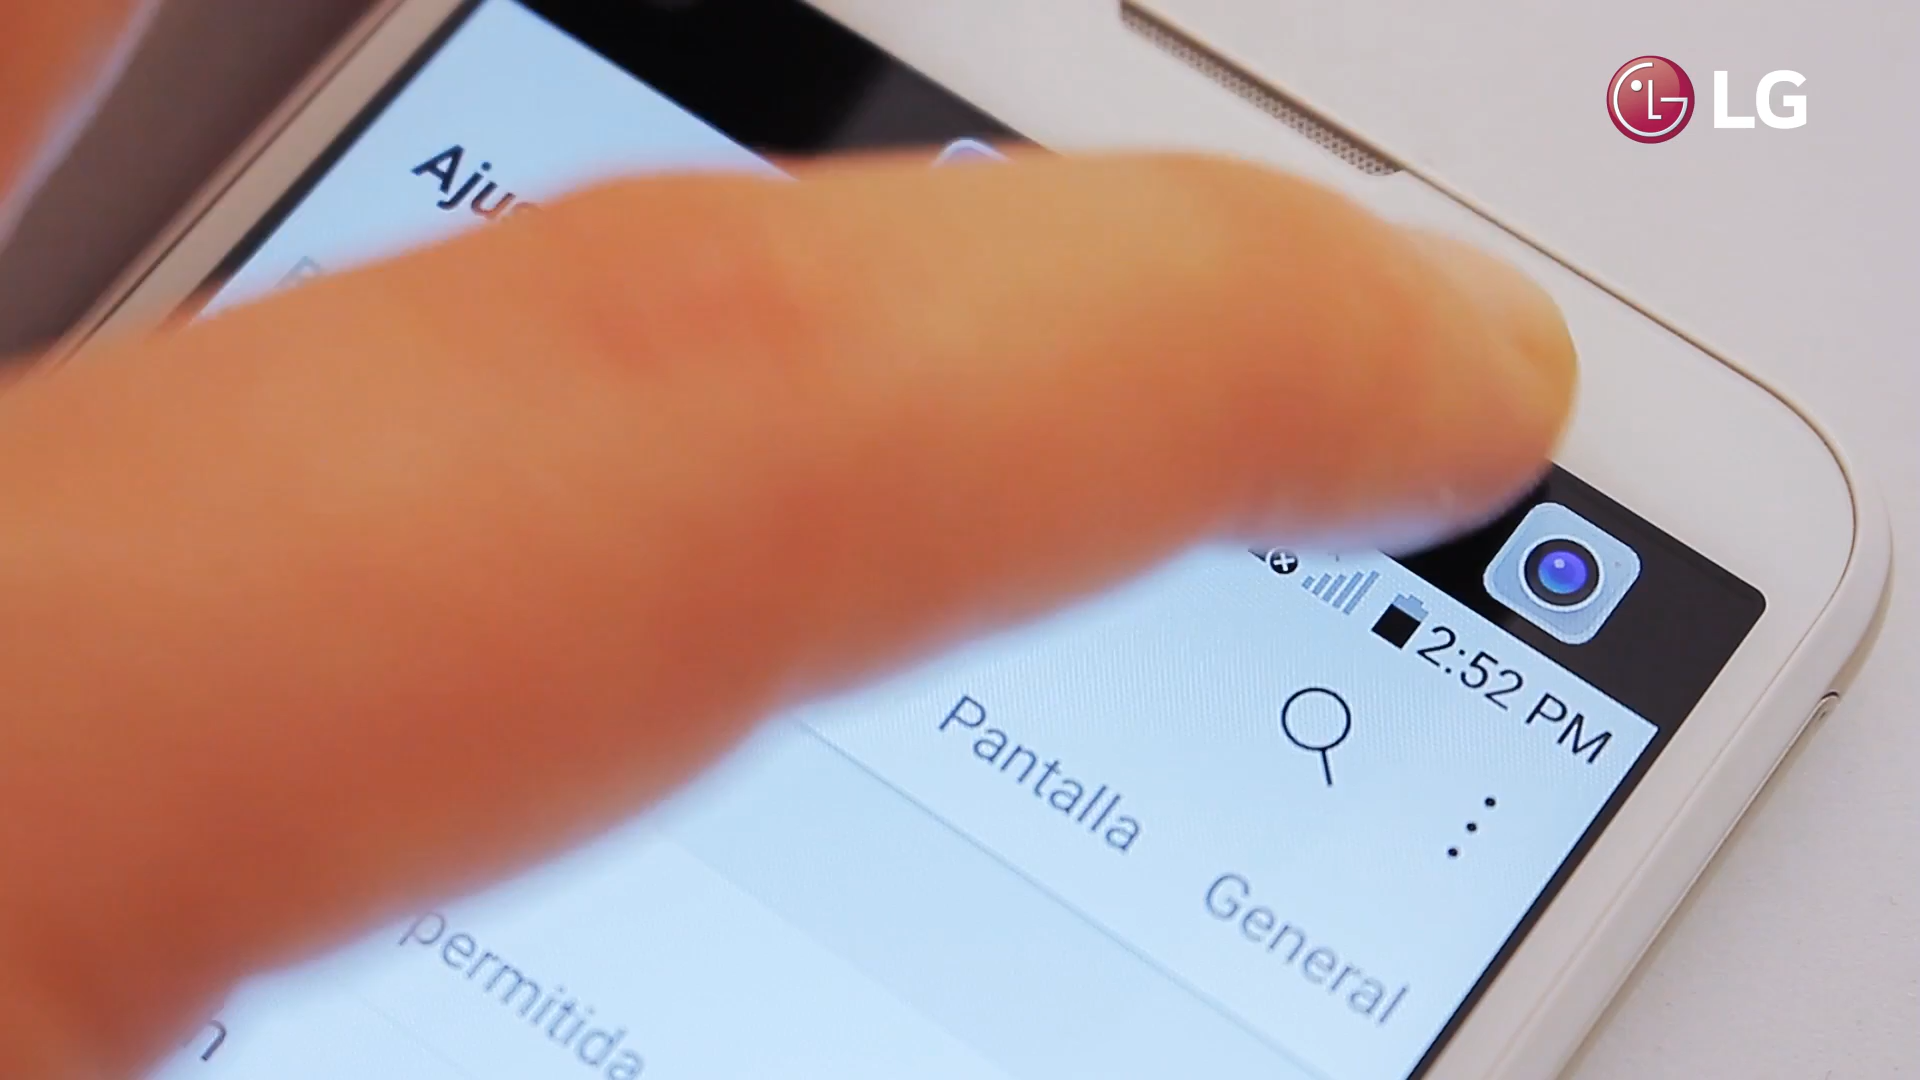 LG
2:52 PM
Pantalla
General
permitida